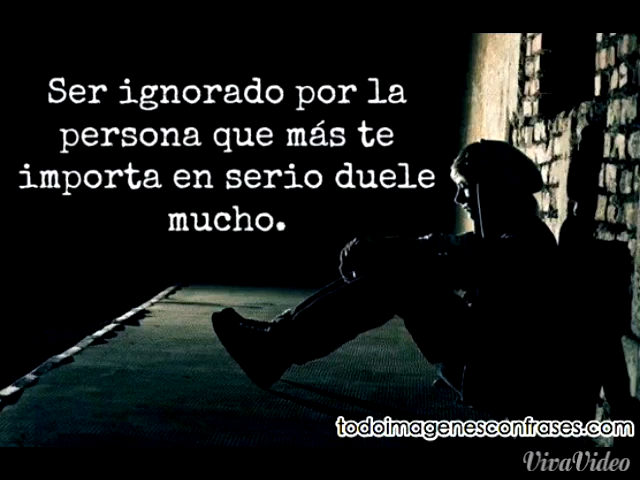 Ser ignorado por la
persona que más te
importa en serio duele
mucho.
todoimagenesconfrases.com
VivaVideo